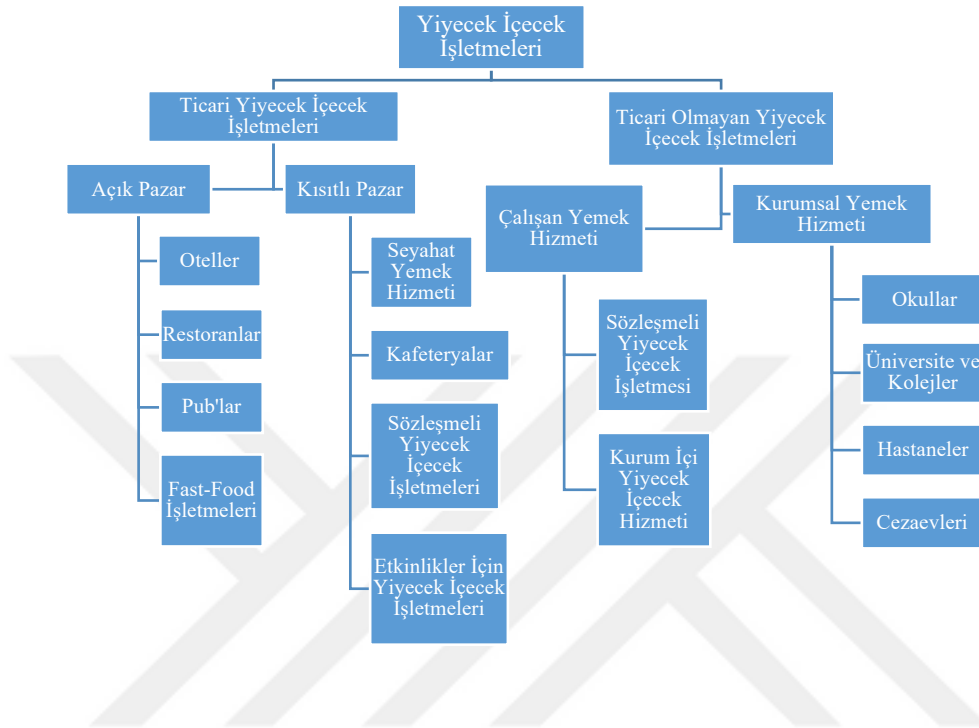 Yiyecek İçecek
İşletmeleri
Ticari Yiyecek İçecek
İşletmeleri
Ticari Olmayan Yiyecek
İçecek İşletmeleri
Açık Pazar
Kısıtlı Pazar
Çalışan Yemek
Hizmeti
Kurumsal Yemek
Hizmeti
Oteller
Restoranlar
Pub'lar
Fast-Food
İşletmeleri
Seyahat
Yemek
Hizmeti
Kafeteryalar
Sözleşmeli
Yiyecek
İçecek
İşletmeleri
Etkinlikler İçin
Yiyecek İçecek
İşletmeleri
Sözleşmeli
Yiyecek
İçecek
İşletmesi
Kurum İçi
Yiyecek
İçecek
Hizmeti
Okullar
Üniversite ve
Kolejler
Hastaneler
Cezaevleri